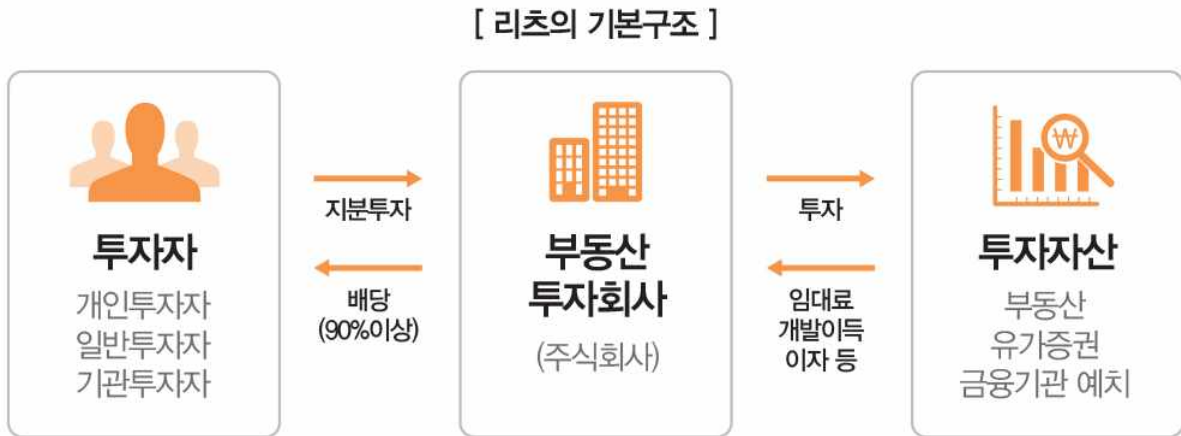 [ 리츠의 기본구조 ]
투자자
개인투자자
일반투자자
기관투자자
지분투자
배당
(90%이상)
부동산
투자회사
(주식회사)
투자
임대료
개발이득
이자 등
₩
투자자산
부동산
유가증권
금융기관 예치